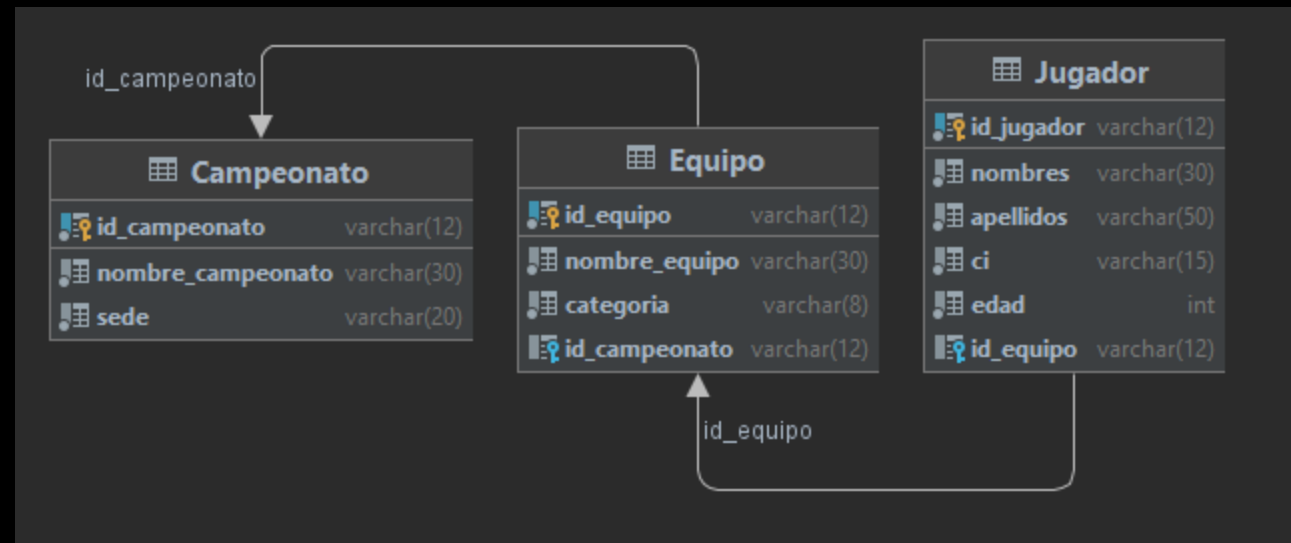 id_campeonato
Campeonato
id_campeonato varchar(12)
nombre_campeonato varchar(30)
sede varchar(20)
Equipo
id_equipo varchar(12)
nombre_equipo varchar(30)
categoria varchar(8)
id_campeonato varchar(12)
Jugador
id_jugador varchar(12)
nombres varchar(30)
apellidos varchar(50)
ci varchar(15)
edad int
id_equipo varchar(12)
id_equipo